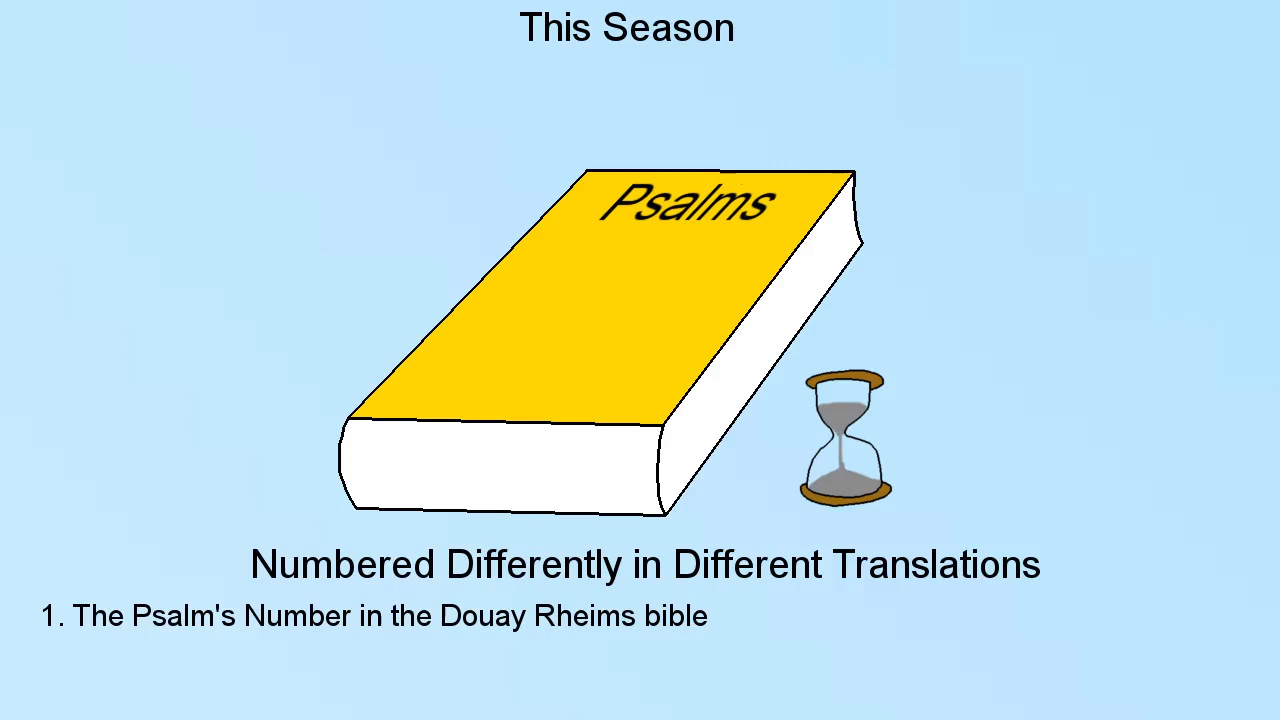 This Season
Psalms
Numbered Differently in Different Translations
1. The Psalm's Number in the Douay Rheims bible